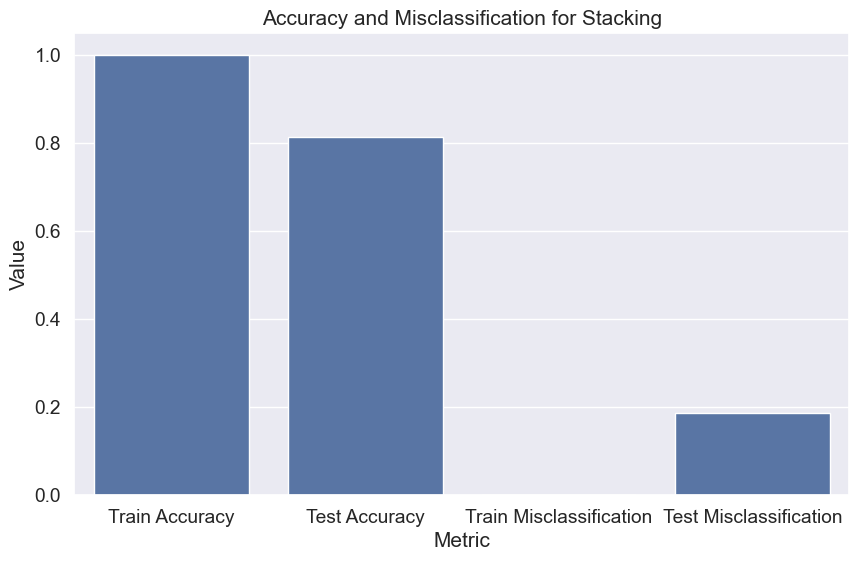 Accuracy and Misclassification for Stacking
1.0
0.8
0.6
0.4
0.2
0.0
Value
Train Accuracy
Test Accuracy
Train Misclassification
Test Misclassification
Metric